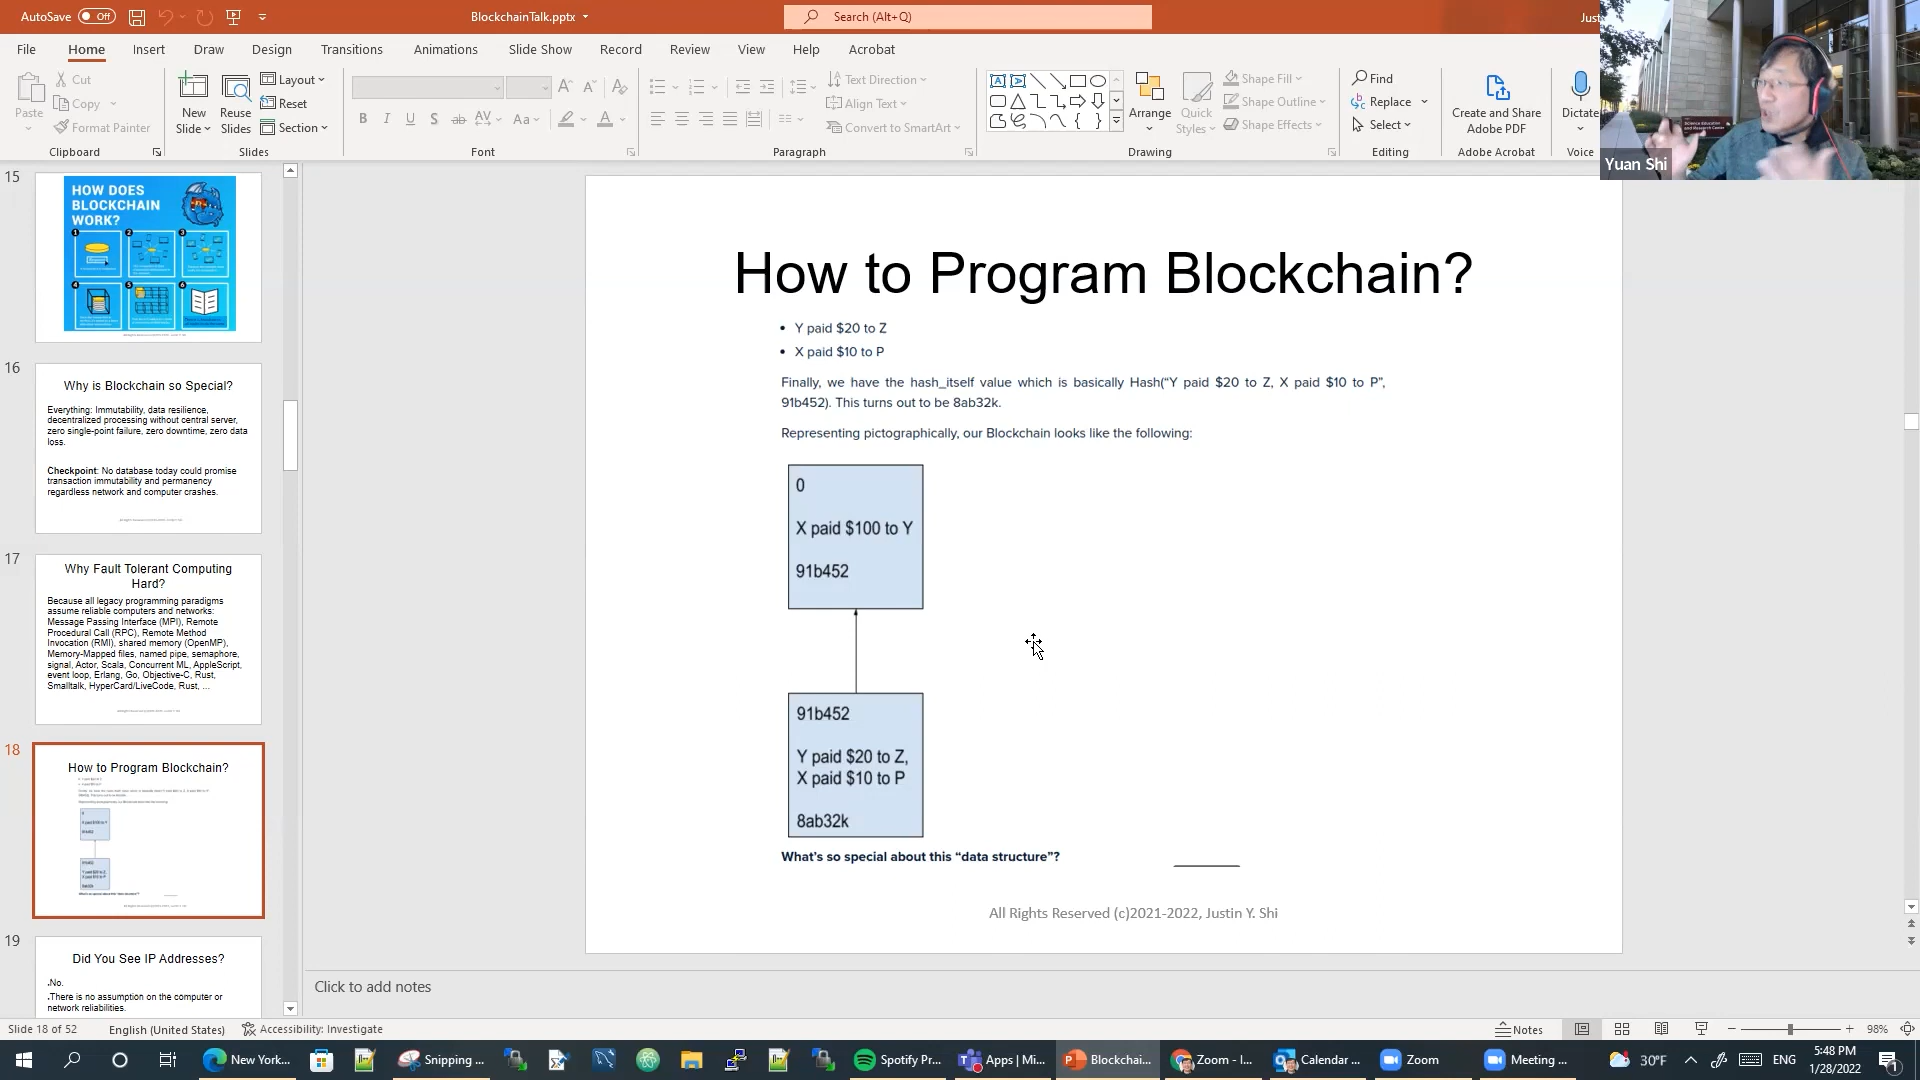 AutoSave Off
BlockchainTalk.pptx
Search (Alt+Q)
Just
File Home Insert Draw Design Transitions Animations Slide Show Record Review View Help Acrobat
Paste
Cut
Copy
Format Painter
Clipboard
New Slide
Reuse Slides
Layout
Reset
Section
Slides
Font
Text Direction
Align Text
Convert to SmartArt
Paragraph
Arrange
Quick Styles
Shape Fill
Shape Outline
Shape Effects
Drawing
Find
Replace
Select
Editing
Create and Share Adobe PDF
Adobe Acrobat
Dictate
Voice
Yuan Shi
15
HOW DOES
BLOCKCHAIN
WORK?
1 2 3
4 5 6
16
Why is Blockchain so Special?
Everything: Immutability, data resilience,
decentralized processing without central server,
zero single-point failure, zero downtime, zero data
loss.
Checkpoint: No database today could promise
transaction immutability and permanency
regardless network and computer crashes.
17
Why Fault Tolerant Computing
Hard?
Because all legacy programming paradigms
assume reliable computers and networks:
Message Passing Interface (MPI), Remote
Procedural Call (RPC), Remote Method
Invocation (RMI), shared memory (OpenMP),
Memory-Mapped files, named pipe, semaphore,
signal, Actor, Scala, Concurrent ML, AppleScript,
event loop, Erlang, Go, Objective-C, Rust,
Smalltalk, HyperCard/LiveCode, Rust, ...
18
How to Program Blockchain?
19
Did You See IP Addresses?
.No.
.There is no assumption on the computer or
network reliabilities.
How to Program Blockchain?
• Y paid $20 to Z
• X paid $10 to P
Finally, we have the hash_itself value which is basically Hash(“Y paid $20 to Z, X paid $10 to P”,
91b452). This turns out to be 8ab32k.
Representing pictographically, our Blockchain looks like the following:
0
X paid $100 to Y
91b452
91b452
Y paid $20 to Z,
X paid $10 to P
8ab32k
What’s so special about this “data structure”?
All Rights Reserved (c)2021-2022, Justin Y. Shi
Click to add notes
Slide 18 of 52 English (United States) Accessibility: Investigate
Notes 98%
New York... Snipping ... Spotify Pr... Apps | Mi... Blockchai... Zoom - I... Calendar ... Zoom Meeting ... 30°F ENG
5:48 PM
1/28/2022